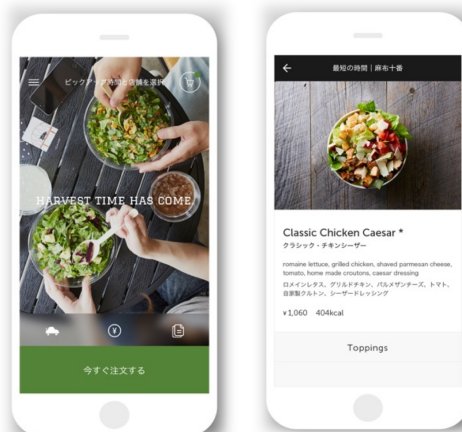 ピックアップ時間と店舗を選択
HARVEST TIME HAS COME.
¥
今すぐ注文する
最短の時間｜麻布十番
Classic Chicken Caesar *
クラシック・チキンシーザー
romaine lettuce, grilled chicken, shaved parmesan cheese,
tomato, home made croutons, caesar dressing
ロメインレタス、グリルドチキン、パルメザンチーズ、トマト、
自家製クルトン、シーザードレッシング
¥1,060 404kcal
Toppings